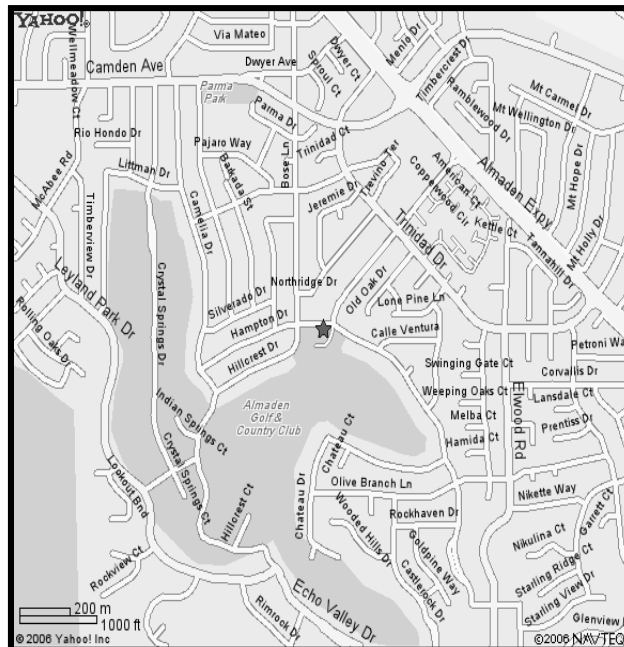 YAHOO!
Via Mateo
Dwyer Ave
Dwyer Ct
Sproul Ct
Menlo Dr
Timbercrest Dr
Ramblewood Dr
Mt Carmel Dr
Mt Wellington Dr
Mt Hope Dr
Mt Holly Dr
Wellmeadow Ct
Camden Ave
Parma
Park
Parma Dr
Rio Hondo Dr
Pajaro Way
Trinidad Ct
Bose Ln
Almaden Expy
American Ct
Copperwood Cir
Kettle Ct
Tannahill Dr
McAbee Rd
Littman Dr
Barkada St
Camelia Dr
Jeremie Dr
Trevino Ter
Trinidad Dr
Timberview Dr
Leyland Park Dr
Rolling Oaks Dr
Crystal Springs Dr
Silverado Dr
Northridge Dr
Old Oak Dr
Lone Pine Ln
Hampton Dr
Hillcrest Dr
Calle Ventura
Petroni Wa
Swinging Gate Ct
Corvallis Dr
Weeping Oaks Ct
Elwood Rd
Lansdale Ct
Melba Ct
Prentiss Dr
Hamida Ct
Indian Springs Ct
Almaden
Golf &
Country Club
Chateau Ct
Lookout Bnd
Crystal Springs Ct
Hillcrest Ct
Chateau Dr
Olive Branch Ln
Wooded Hills Dr
Rockhaven Dr
Nikette Way
Goldpine Way
Garrett Ct
Nikulina Ct
Rockview Ct
Castlerock Dr
Starling Ridge Ct
Starling View Dr
Echo Valley Dr
Rimrock Dr
Glenview
200 m
1000 ft
© 2006 Yahoo! Inc
©2006 NAVTEQ